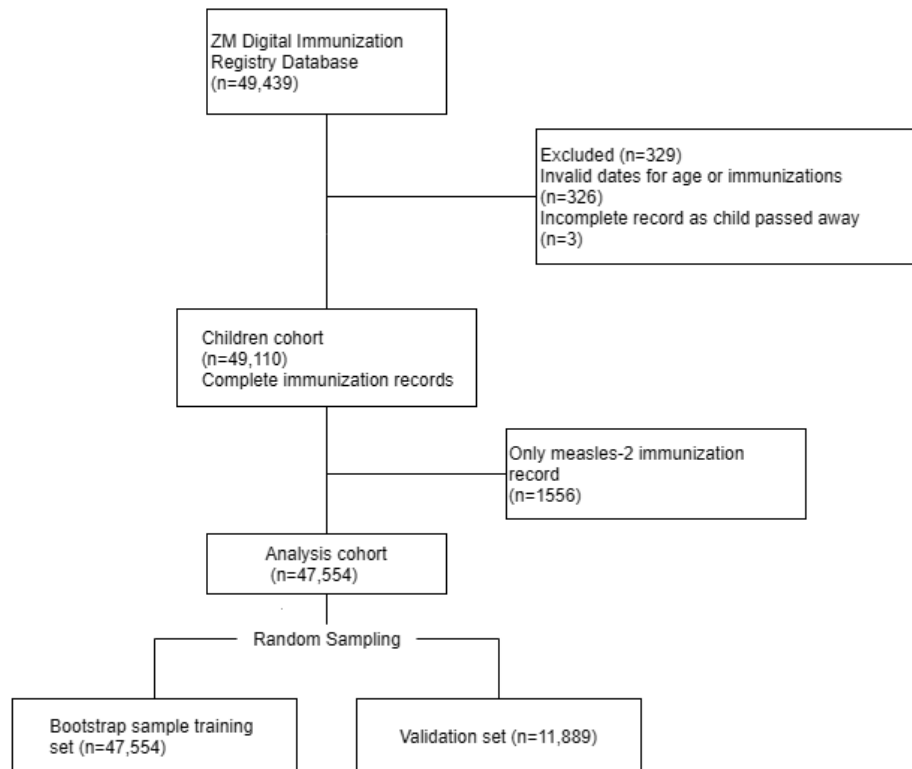 ZM Digital Immunization
Registry Database
(n=49,439)
Excluded (n=329)
Invalid dates for age or immunizations
(n=326)
Incomplete record as child passed away
(n=3)
Children cohort
(n=49,110)
Complete immunization records
Only measles-2 immunization
record
(n=1556)
Analysis cohort
(n=47,554)
Random Sampling
Bootstrap sample training
set (n=47,554)
Validation set (n=11,889)